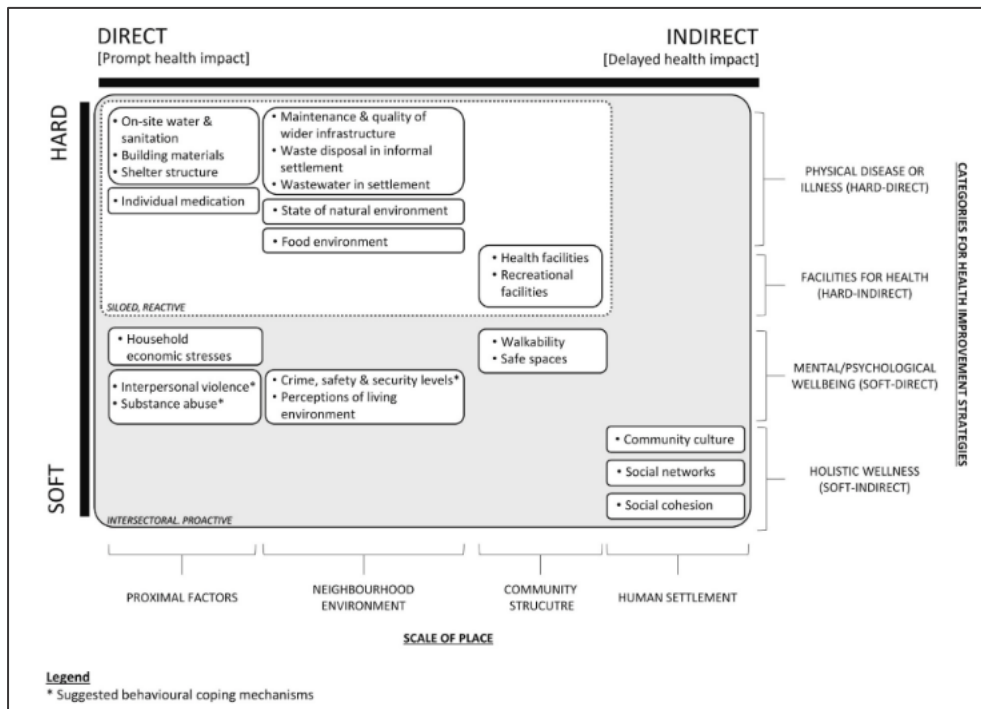 DIRECT
[Prompt health impact]
INDIRECT
[Delayed health impact]
HARD
SOFT
• On-site water &
sanitation
• Building materials
• Shelter structure
• Individual medication
• Maintenance & quality of
wider infrastructure
• Waste disposal in informal
settlement
• Wastewater in settlement
• State of natural environment
• Food environment
• Health facilities
• Recreational
facilities
SILOED, REACTIVE
• Household
economic stresses
• Interpersonal violence*
• Substance abuse*
• Crime, safety & security levels*
• Perceptions of living
environment
• Walkability
• Safe spaces
• Community culture
• Social networks
• Social cohesion
INTERSECTORAL. PROACTIVE
PHYSICAL DISEASE OR
ILLNESS (HARD-DIRECT)
FACILITIES FOR HEALTH
(HARD-INDIRECT)
MENTAL/PSYCHOLOGICAL
WELLBEING (SOFT-DIRECT)
HOLISTIC WELLNESS
(SOFT-INDIRECT)
CATEGORIES FOR HEALTH IMPROVEMENT STRATEGIES
PROXIMAL FACTORS
NEIGHBOURHOOD
ENVIRONMENT
COMMUNITY
STRUCUTRE
HUMAN SETTLEMENT
SCALE OF PLACE
Legend
* Suggested behavioural coping mechanisms